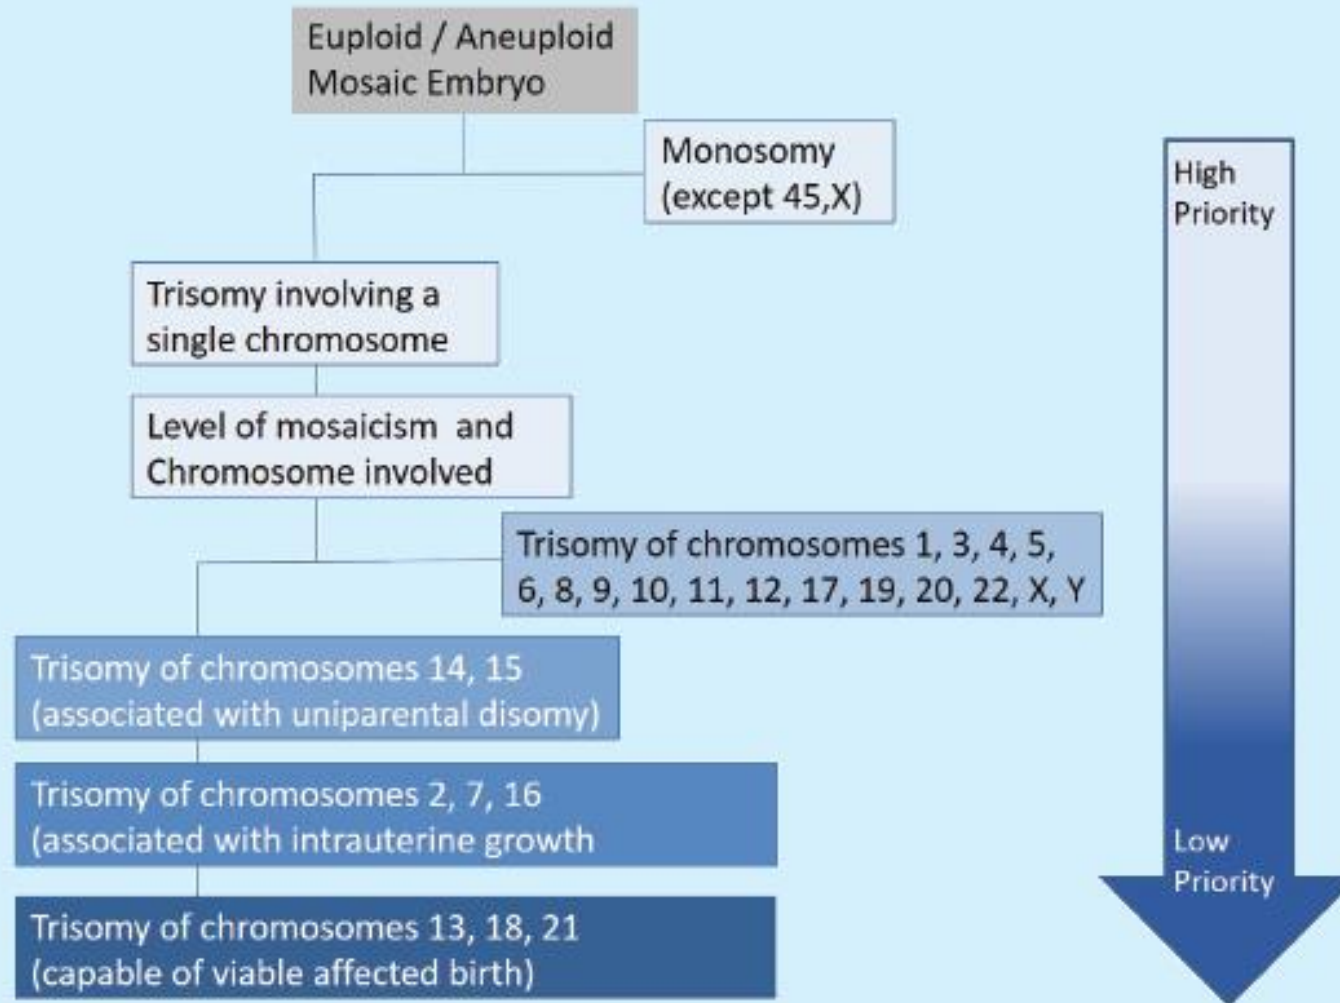 Euploid / Aneuploid
Mosaic Embryo
Monosomy
(except 45,X)
High
Priority
Trisomy involving a
single chromosome
Level of mosaicism and
Chromosome involved
Trisomy of chromosomes 1, 3, 4, 5,
6, 8, 9, 10, 11, 12, 17, 19, 20, 22, X, Y
Trisomy of chromosomes 14, 15
(associated with uniparental disomy)
Trisomy of chromosomes 2, 7, 16
(associated with intrauterine growth
Low
Priority
Trisomy of chromosomes 13, 18, 21
(capable of viable affected birth)